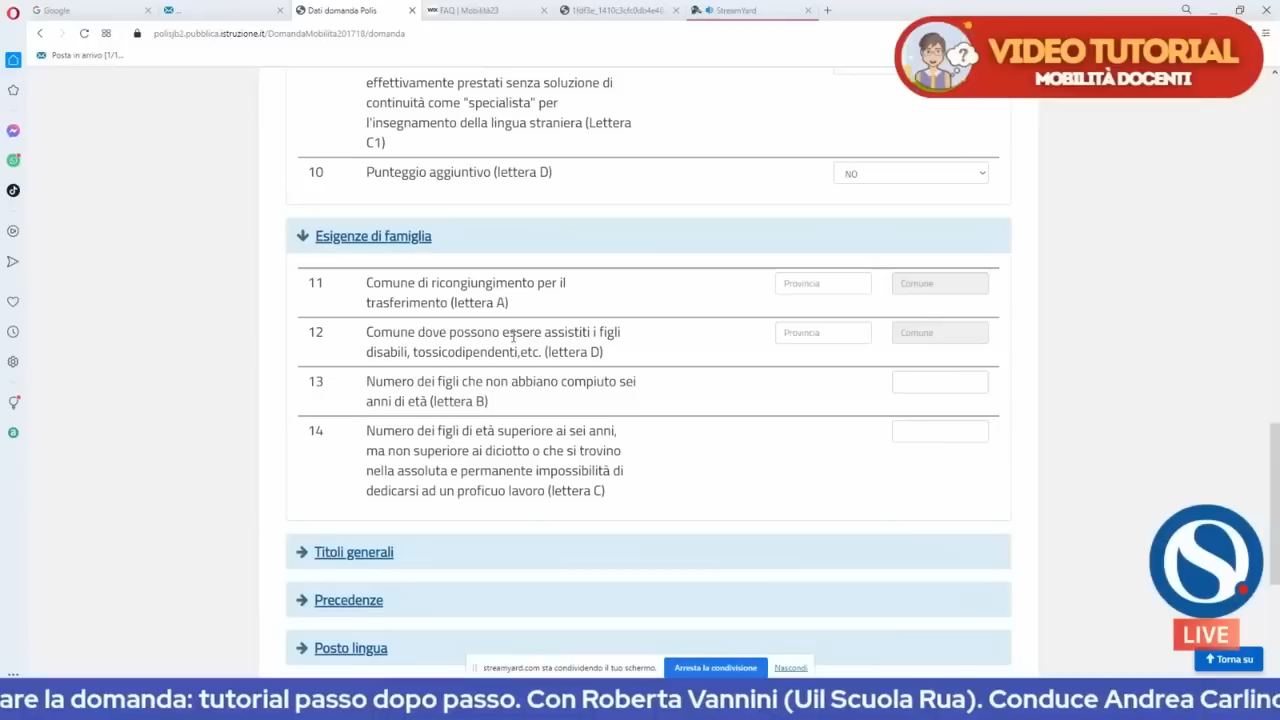 Google
Dati domanda Polis
FAQ | Mobilità23
StreamYard
polisjb2.pubblica.istruzione.it/DomandaMobilita201718/domanda
Posta in arrivo [1/1...
VIDEO TUTORIAL
MOBILITÀ DOCENTI
effettivamente prestati senza soluzione di
continuità come "specialista" per
l'insegnamento della lingua straniera (Lettera
C1)
10 Punteggio aggiuntivo (lettera D) NO
Esigenze di famiglia
11 Comune di ricongiungimento per il Provincia Comune
trasferimento (lettera A)
12 Comune dove possono essere assistiti i figli Provincia Comune
disabili, tossicodipendenti,etc. (lettera D)
13 Numero dei figli che non abbiano compiuto sei
anni di età (lettera B)
14 Numero dei figli di età superiore ai sei anni,
ma non superiore ai diciotto o che si trovino
nella assoluta e permanente impossibilità di
dedicarsi ad un proficuo lavoro (lettera C)
Titoli generali
Precedenze
Posto lingua
LIVE
Torna su
streamyard.com sta condividendo il tuo schermo.
Arresta la condivisione
Nascondi
are la domanda: tutorial passo dopo passo. Con Roberta Vannini (Uil Scuola Rua). Conduce Andrea Carlino